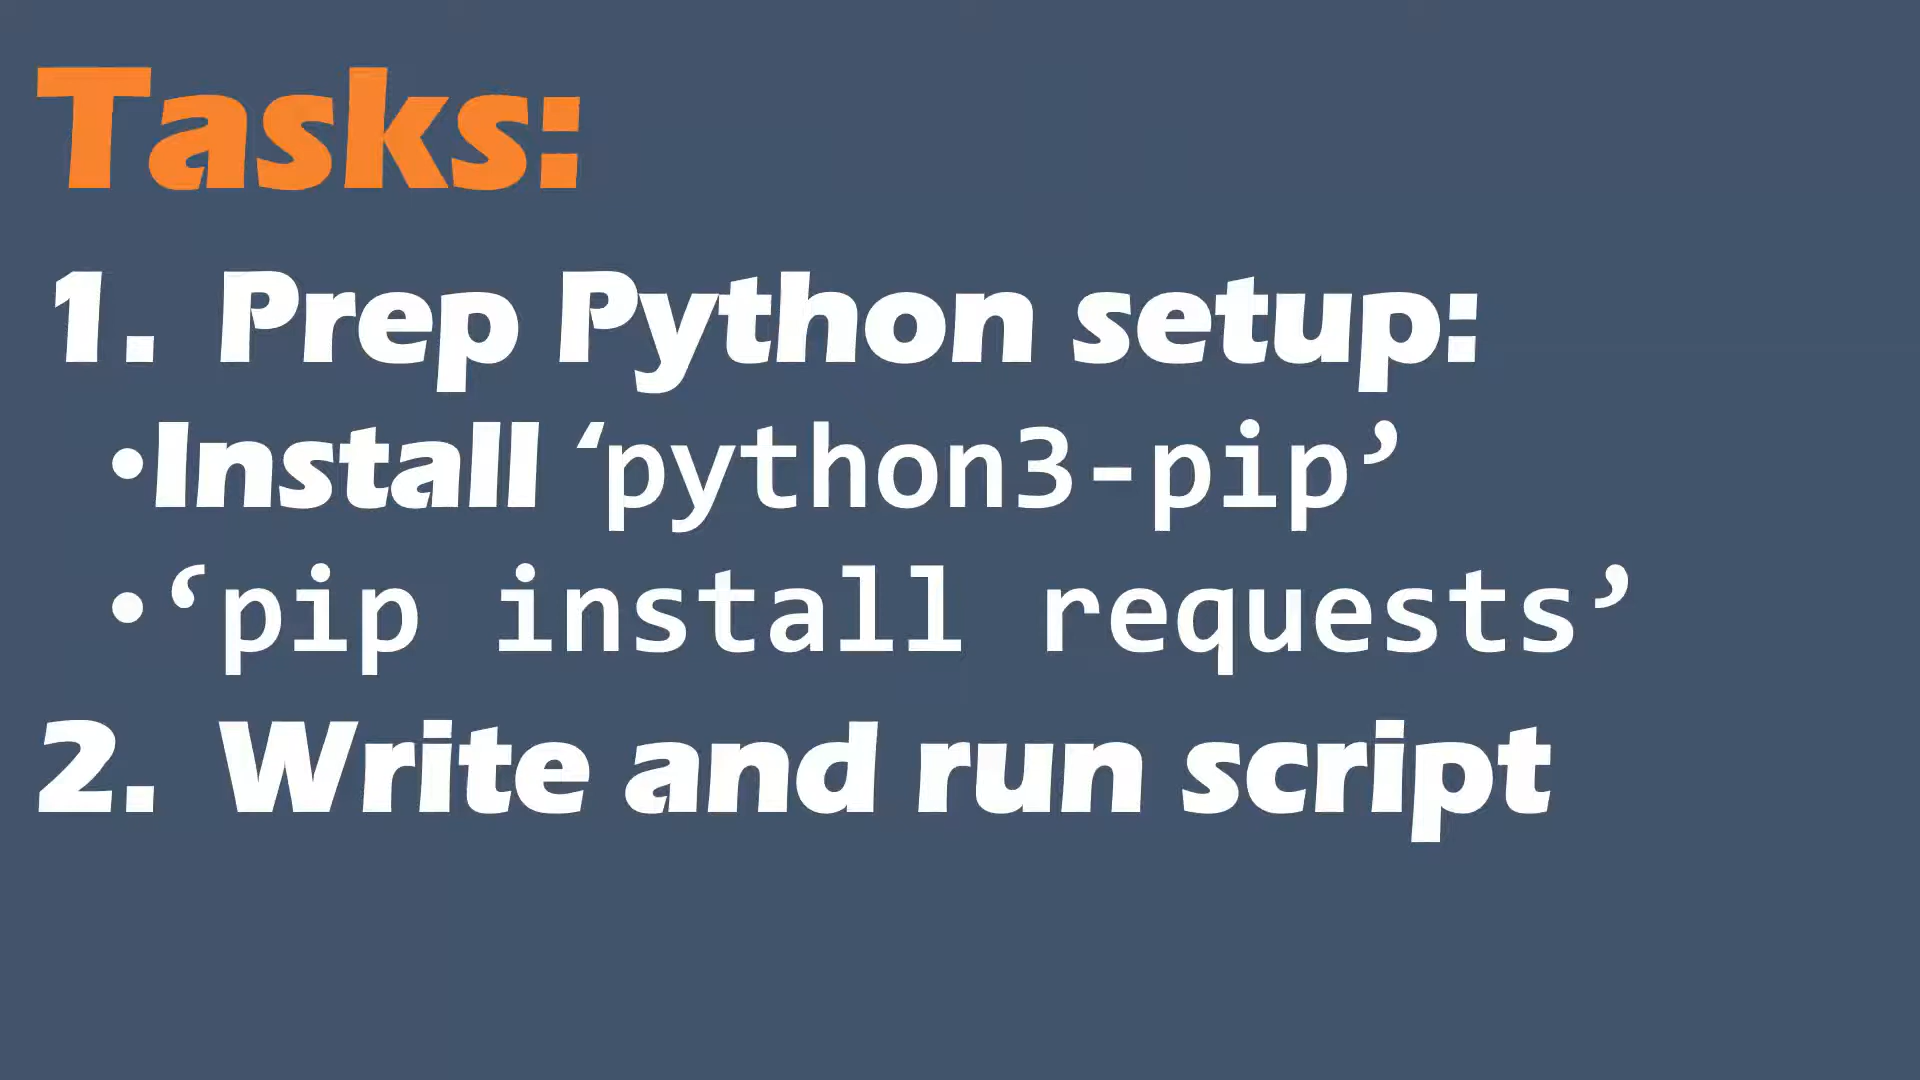 Tasks:
1. Prep Python setup:
•Install ‘python3-pip’
•‘pip install requests’
2. Write and run script